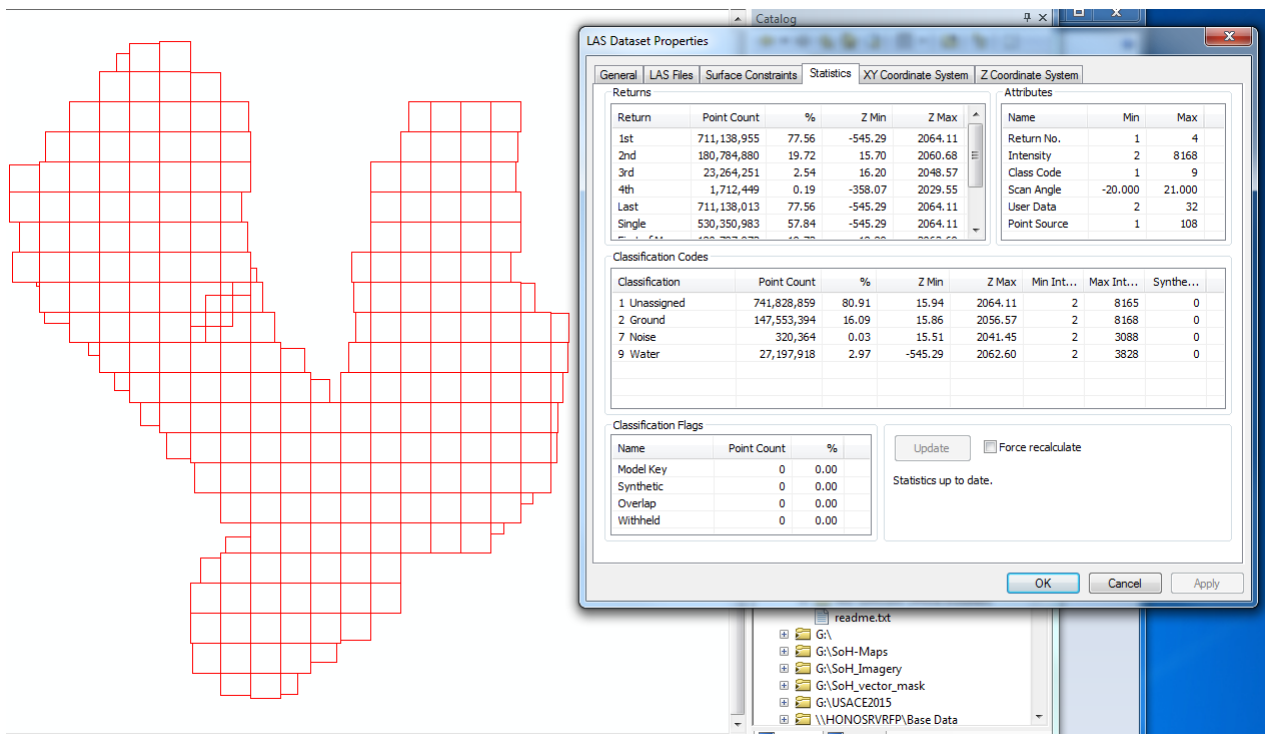 Catalog
LAS Dataset Properties
General LAS Files Surface Constraints Statistics XY Coordinate System Z Coordinate System
Returns
Return Point Count % Z Min Z Max
1st 711,138,955 77.56 -545.29 2064.11
2nd 180,784,880 19.72 15.70 2060.68
3rd 23,264,251 2.54 16.20 2048.57
4th 1,712,449 0.19 -358.07 2029.55
Last 711,138,013 77.56 -545.29 2064.11
Single 530,350,983 57.84 -545.29 2064.11
Attributes
Name Min Max
Return No. 1 4
Intensity 2 8168
Class Code 1 9
Scan Angle -20.000 21.000
User Data 2 32
Point Source 1 108
Classification Codes
Classification Point Count % Z Min Z Max Min Int... Max Int... Synthe...
1 Unassigned 741,828,859 80.91 15.94 2064.11 2 8165 0
2 Ground 147,553,394 16.09 15.86 2056.57 2 8168 0
7 Noise 320,364 0.03 15.51 2041.45 2 3088 0
9 Water 27,197,918 2.97 -545.29 2062.60 2 3828 0
Classification Flags
Name Point Count %
Model Key 0 0.00
Synthetic 0 0.00
Overlap 0 0.00
Withheld 0 0.00
Update Force recalculate
Statistics up to date.
OK Cancel Apply
readme.txt
G:\
G:\SoH-Maps
G:\SoH_Imagery
G:\SoH_vector_mask
G:\USACE2015
\\HONOSRVRFP\Base Data